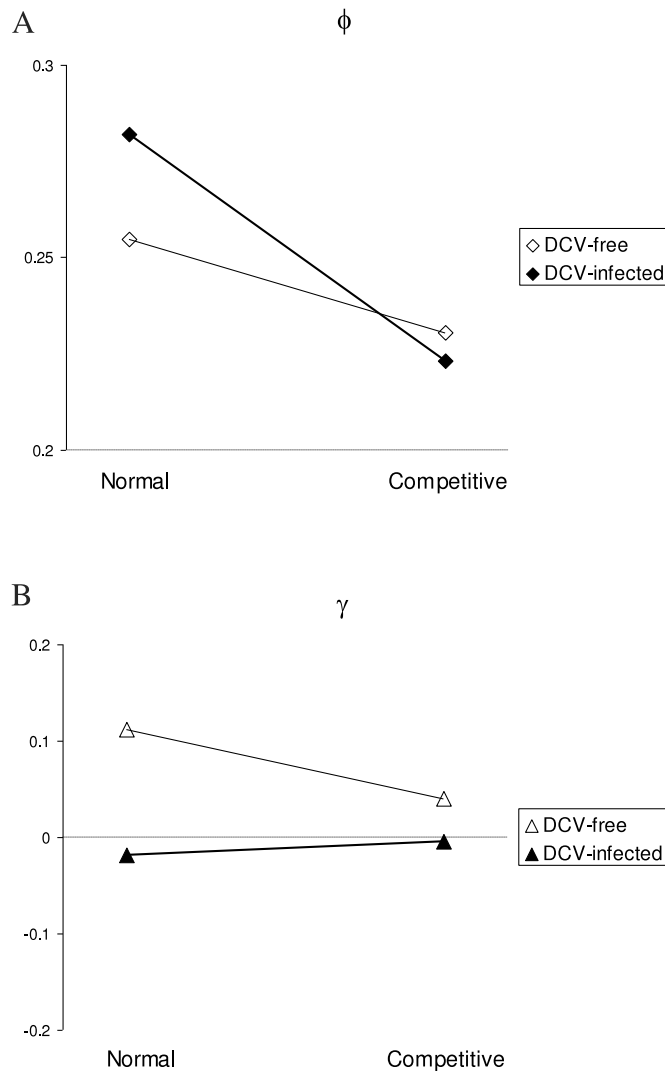 A
ϕ
0.3
0.25
0.2
Normal
Competitive
DCV-free
DCV-infected
B
γ
0.2
0.1
0
-0.1
-0.2
Normal
Competitive
DCV-free
DCV-infected